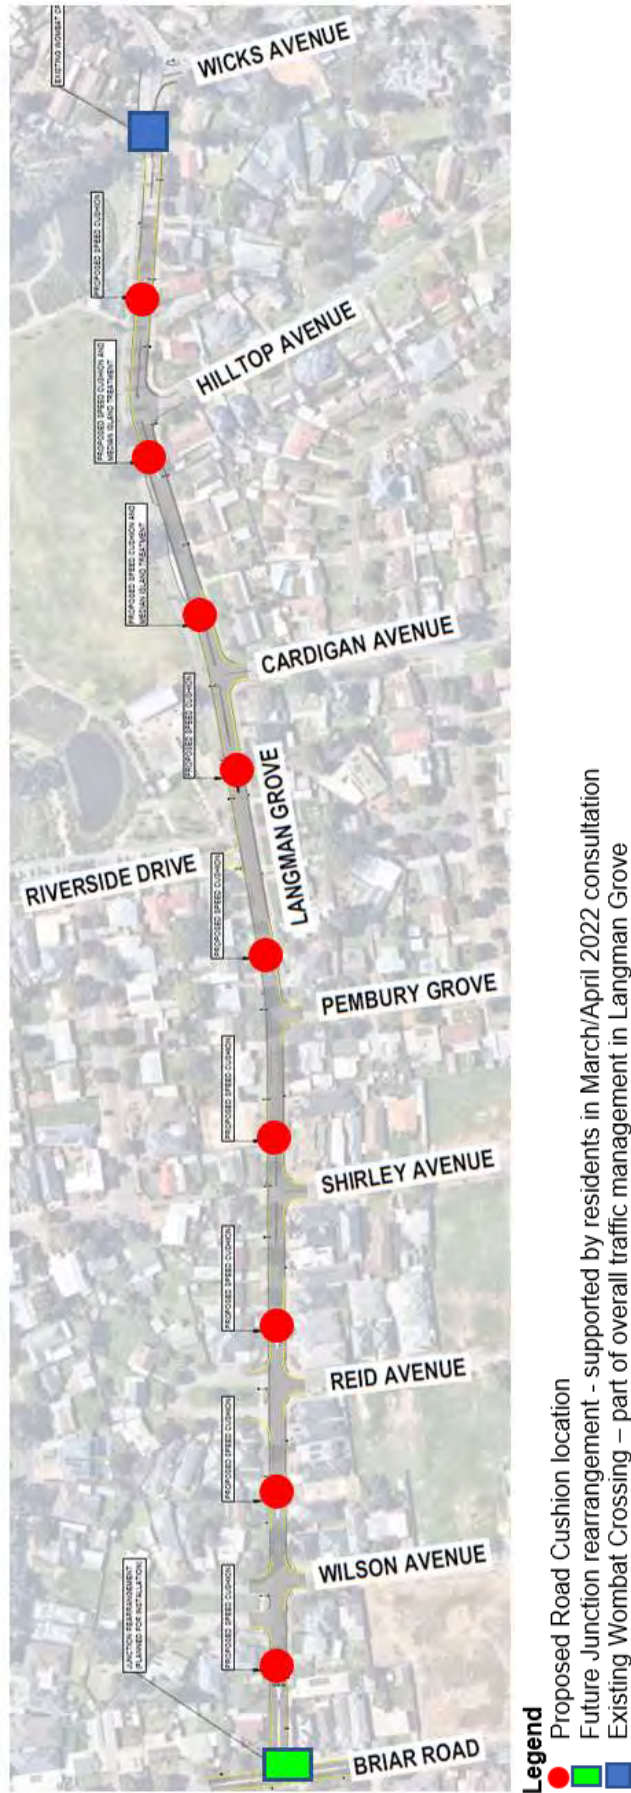 EXISTING WOMBAT CR
WICKS AVENUE
PROPOSED SPEED CUSHION
HILLTOP AVENUE
PROPOSED SPEED CUSHION AND
MEDIAN ISLAND TREATMENT
PROPOSED SPEED CUSHION AND
MEDIAN ISLAND TREATMENT
CARDIGAN AVENUE
PROPOSED SPEED CUSHION
LANGMAN GROVE
RIVERSIDE DRIVE
PROPOSED SPEED CUSHION
PEMBURY GROVE
PROPOSED SPEED CUSHION
SHIRLEY AVENUE
PROPOSED SPEED CUSHION
REID AVENUE
PROPOSED SPEED CUSHION
WILSON AVENUE
JUNCTION REARRANGEMENT
(PLANNED FOR INSTALLATION)
PROPOSED SPEED CUSHION
BRIAR ROAD
Legend
Proposed Road Cushion location
Future Junction rearrangement - supported by residents in March/April 2022 consultation
Existing Wombat Crossing – part of overall traffic management in Langman Grove